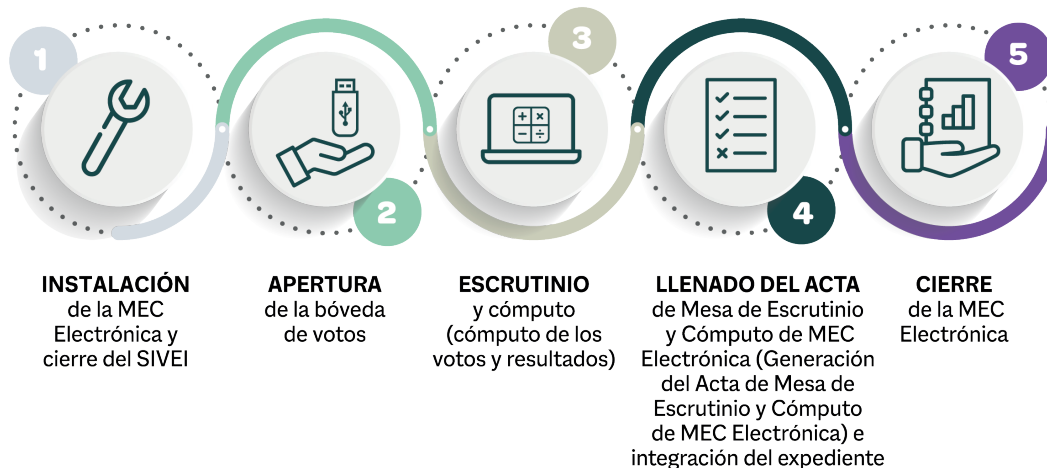 1
INSTALACIÓN
de la MEC
Electrónica y
cierre del SIVEI
2
APERTURA
de la bóveda
de votos
3
ESCRUTINIO
y cómputo
(cómputo de los
votos y resultados)
4
LLENADO DEL ACTA
de Mesa de Escrutinio
y Cómputo de MEC
Electrónica (Generación
del Acta de Mesa de
Escrutinio y Cómputo
de MEC Electrónica) e
integración del expediente
5
CIERRE
de la MEC
Electrónica